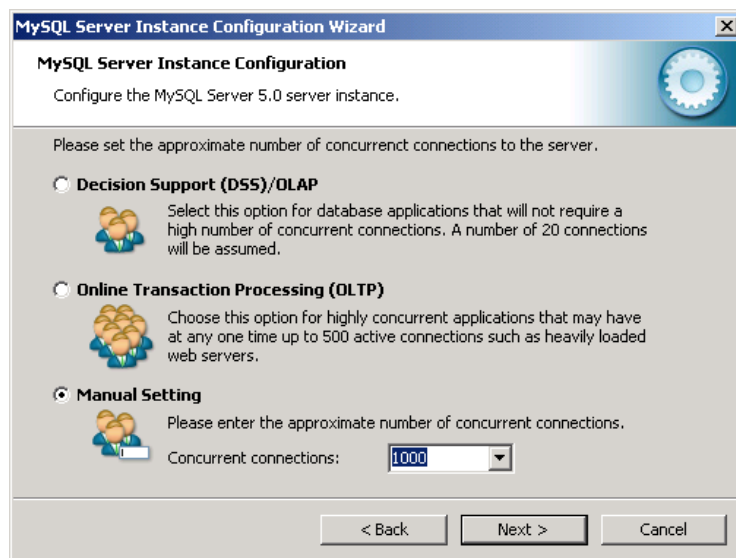 MySQL Server Instance Configuration Wizard
MySQL Server Instance Configuration
Configure the MySQL Server 5.0 server instance.
Please set the approximate number of concurrenct connections to the server.
Decision Support (DSS)/OLAP
Select this option for database applications that will not require a
high number of concurrent connections. A number of 20 connections
will be assumed.
Online Transaction Processing (OLTP)
Choose this option for highly concurrent applications that may have
at any one time up to 500 active connections such as heavily loaded
web servers.
Manual Setting
Please enter the approximate number of concurrent connections.
Concurrent connections: 1000
< Back Next > Cancel